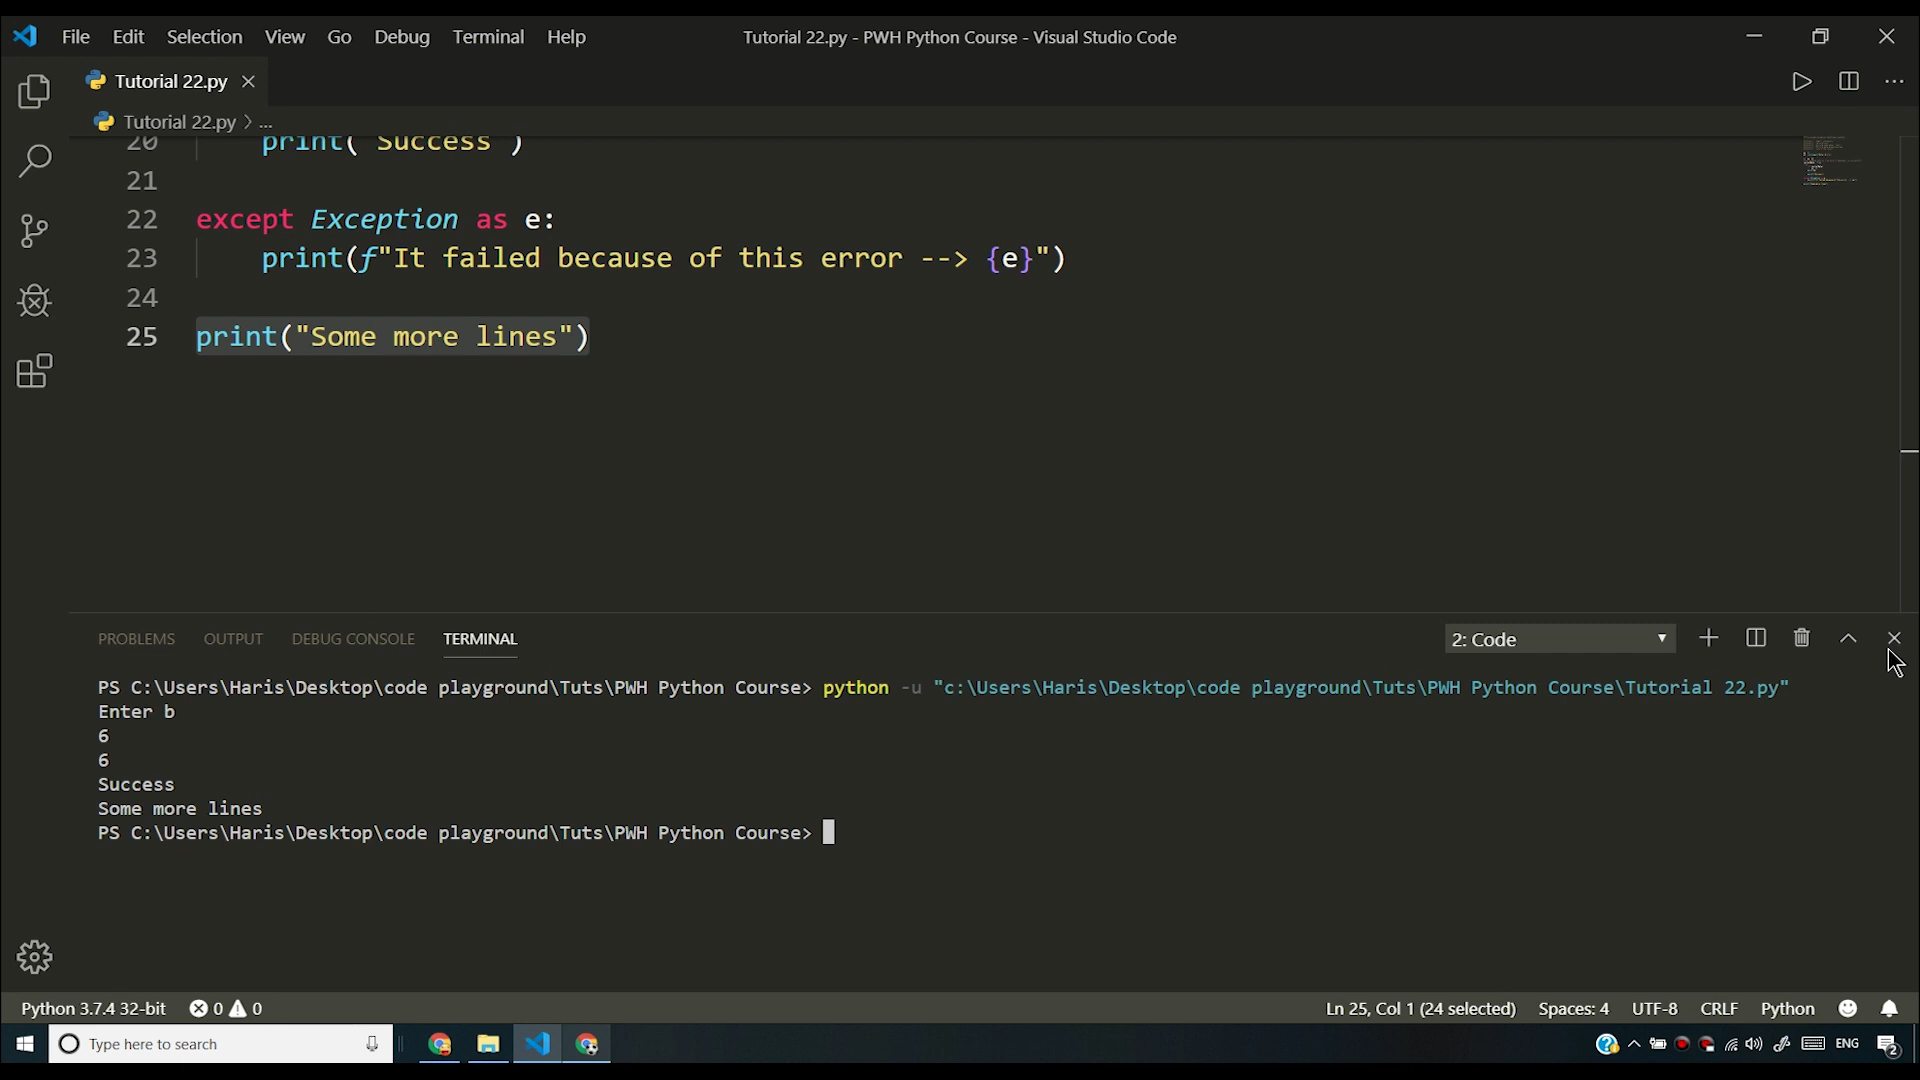 File Edit Selection View Go Debug Terminal Help
Tutorial 22.py - PWH Python Course - Visual Studio Code
Tutorial 22.py
Tutorial 22.py > ...
20 print("Success")
21
22 except Exception as e:
23 print(f"It failed because of this error --> {e}")
24
25 print("Some more lines")
PROBLEMS OUTPUT DEBUG CONSOLE TERMINAL
2: Code
PS C:\Users\Haris\Desktop\code playground\Tuts\PWH Python Course> python -u "c:\Users\Haris\Desktop\code playground\Tuts\PWH Python Course\Tutorial 22.py"
Enter b
6
6
Success
Some more lines
PS C:\Users\Haris\Desktop\code playground\Tuts\PWH Python Course>
Python 3.7.4 32-bit 0 0 Ln 25, Col 1 (24 selected) Spaces: 4 UTF-8 CRLF Python
Type here to search
ENG
2